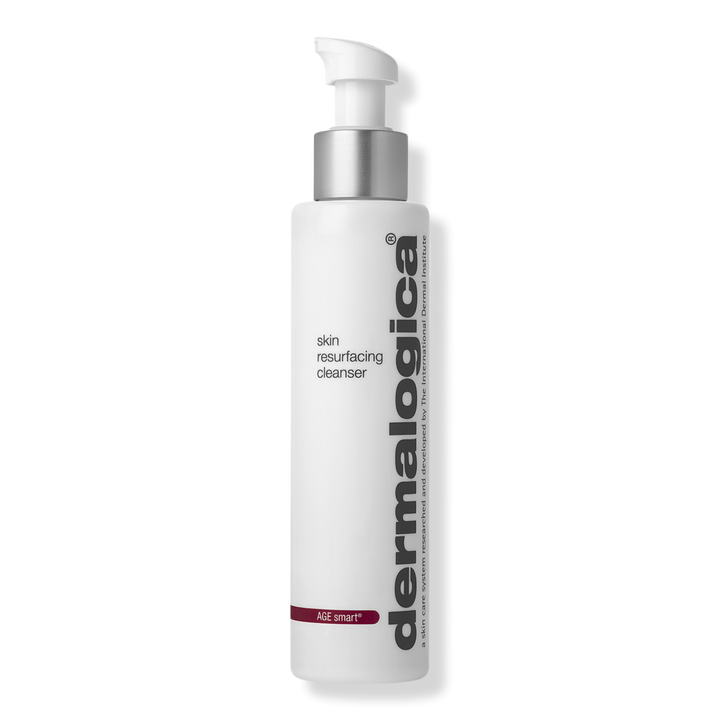 skin
resurfacing
cleanser
AGE smart®
dermalogica®
a skin care system researched and developed by The International Dermal Institute